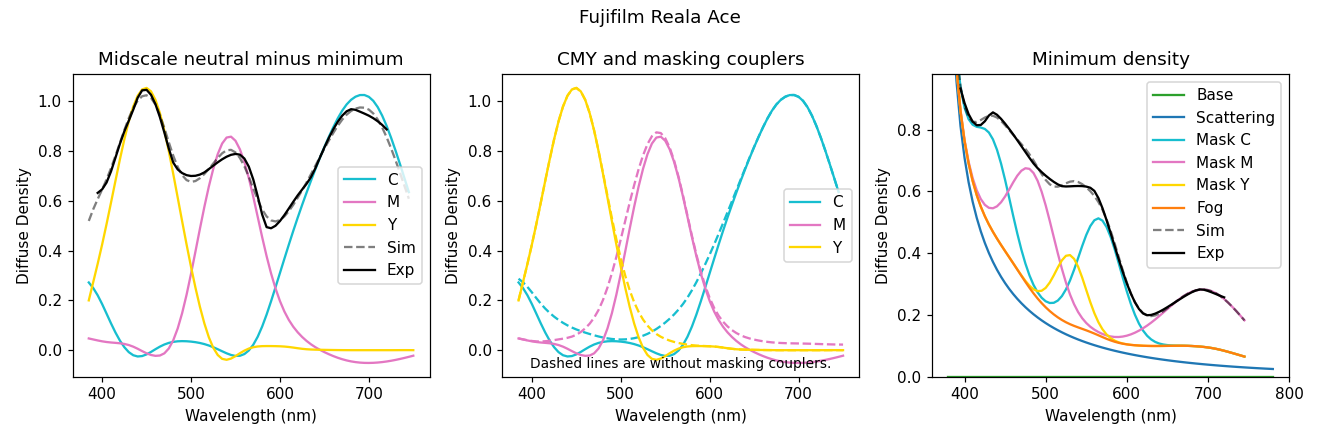 Fujifilm Reala Ace
Midscale neutral minus minimum
Diffuse Density
1.0
0.8
0.6
0.4
0.2
0.0
C
M
Y
Sim
Exp
400
500
600
700
Wavelength (nm)
CMY and masking couplers
Diffuse Density
1.0
0.8
0.6
0.4
0.2
0.0
C
M
Y
Dashed lines are without masking couplers.
400
500
600
700
Wavelength (nm)
Minimum density
Diffuse Density
0.8
0.6
0.4
0.2
0.0
Base
Scattering
Mask C
Mask M
Mask Y
Fog
Sim
Exp
400
500
600
700
800
Wavelength (nm)